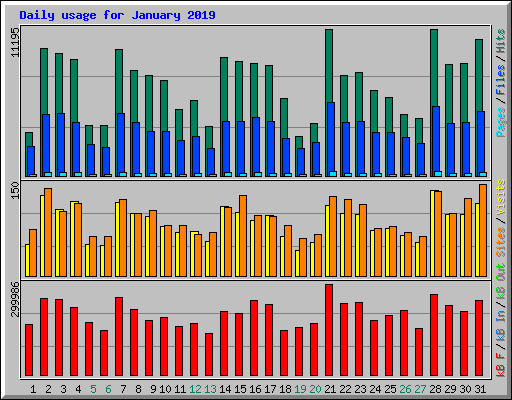 Daily usage for January 2019
11195
Pages / Files / Hits
150
Sites / Visits
299986
kB F / kB In / kB Out
1 2 3 4 5 6 7 8 9 10 11 12 13 14 15 16 17 18 19 20 21 22 23 24 25 26 27 28 29 30 31